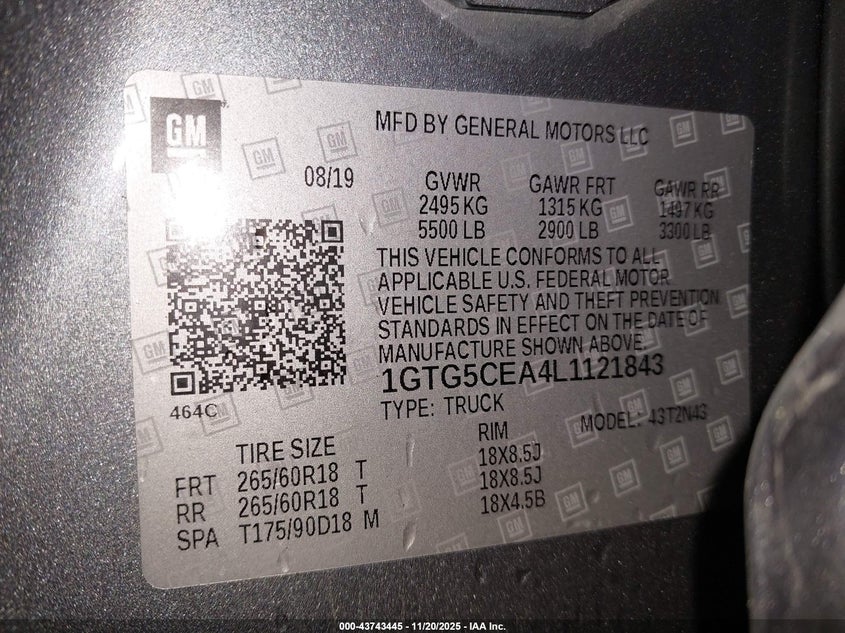 GM
MFD BY GENERAL MOTORS LLC
08/19
GVWR GAWR FRT GAWR RR
2495 KG 1315 KG 1497 KG
5500 LB 2900 LB 3300 LB
THIS VEHICLE CONFORMS TO ALL
APPLICABLE U.S. FEDERAL MOTOR
VEHICLE SAFETY AND THEFT PREVENTION
STANDARDS IN EFFECT ON THE DATE OF
MANUFACTURE SHOWN ABOVE.
1GTG5CEA4L1121843
464C
TYPE: TRUCK MODEL: 43T2N43
TIRE SIZE RIM
FRT 265/60R18 T 18X8.5J
RR 265/60R18 T 18X8.5J
SPA T175/90D18 M 18X4.5B
000-43743445 - 11/20/2025 - IAA Inc.